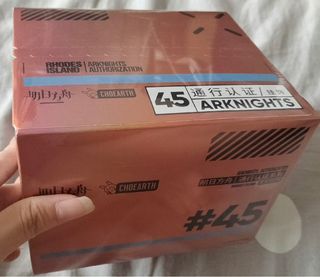 RHODES ISLAND
ARKNIGHTS AUTHORIZATION
明日方舟
CHOEARTH
45
通行认证/
ARKNIGHTS
明日方舟
CHOEARTH
#45